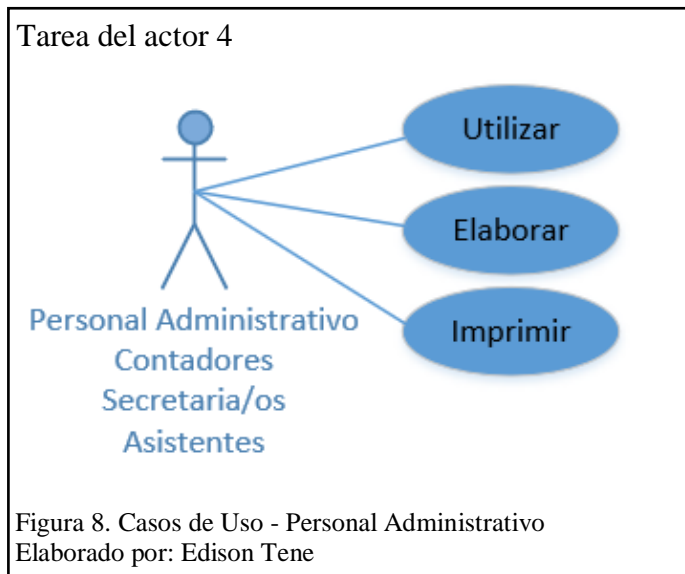 Tarea del actor 4
Utilizar
Elaborar
Imprimir
Personal Administrativo
Contadores
Secretaria/os
Asistentes
Figura 8. Casos de Uso - Personal Administrativo
Elaborado por: Edison Tene